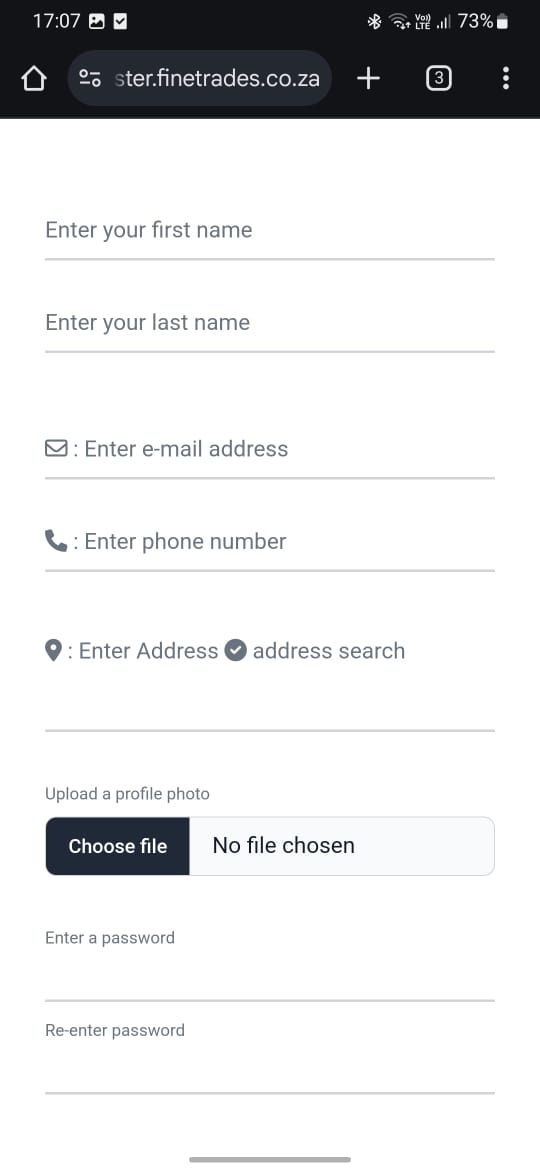 17:07 Vo)) LTE 73%
ster.finetrades.co.za 3
Enter your first name
Enter your last name
: Enter e-mail address
: Enter phone number
: Enter Address address search
Upload a profile photo
Choose file No file chosen
Enter a password
Re-enter password